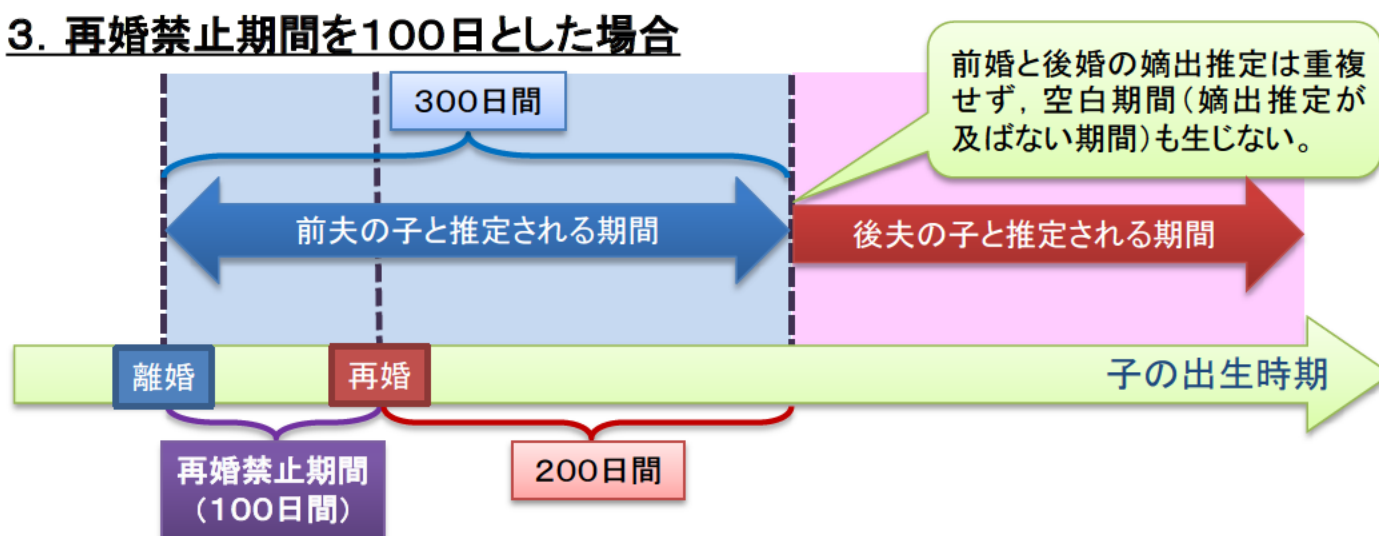 3. 再婚禁止期間を100日とした場合
前婚と後婚の嫡出推定は重複
せず，空白期間（嫡出推定が
及ばない期間）も生じない。
300日間
前夫の子と推定される期間
後夫の子と推定される期間
離婚
再婚
子の出生時期
再婚禁止期間
（100日間）
200日間